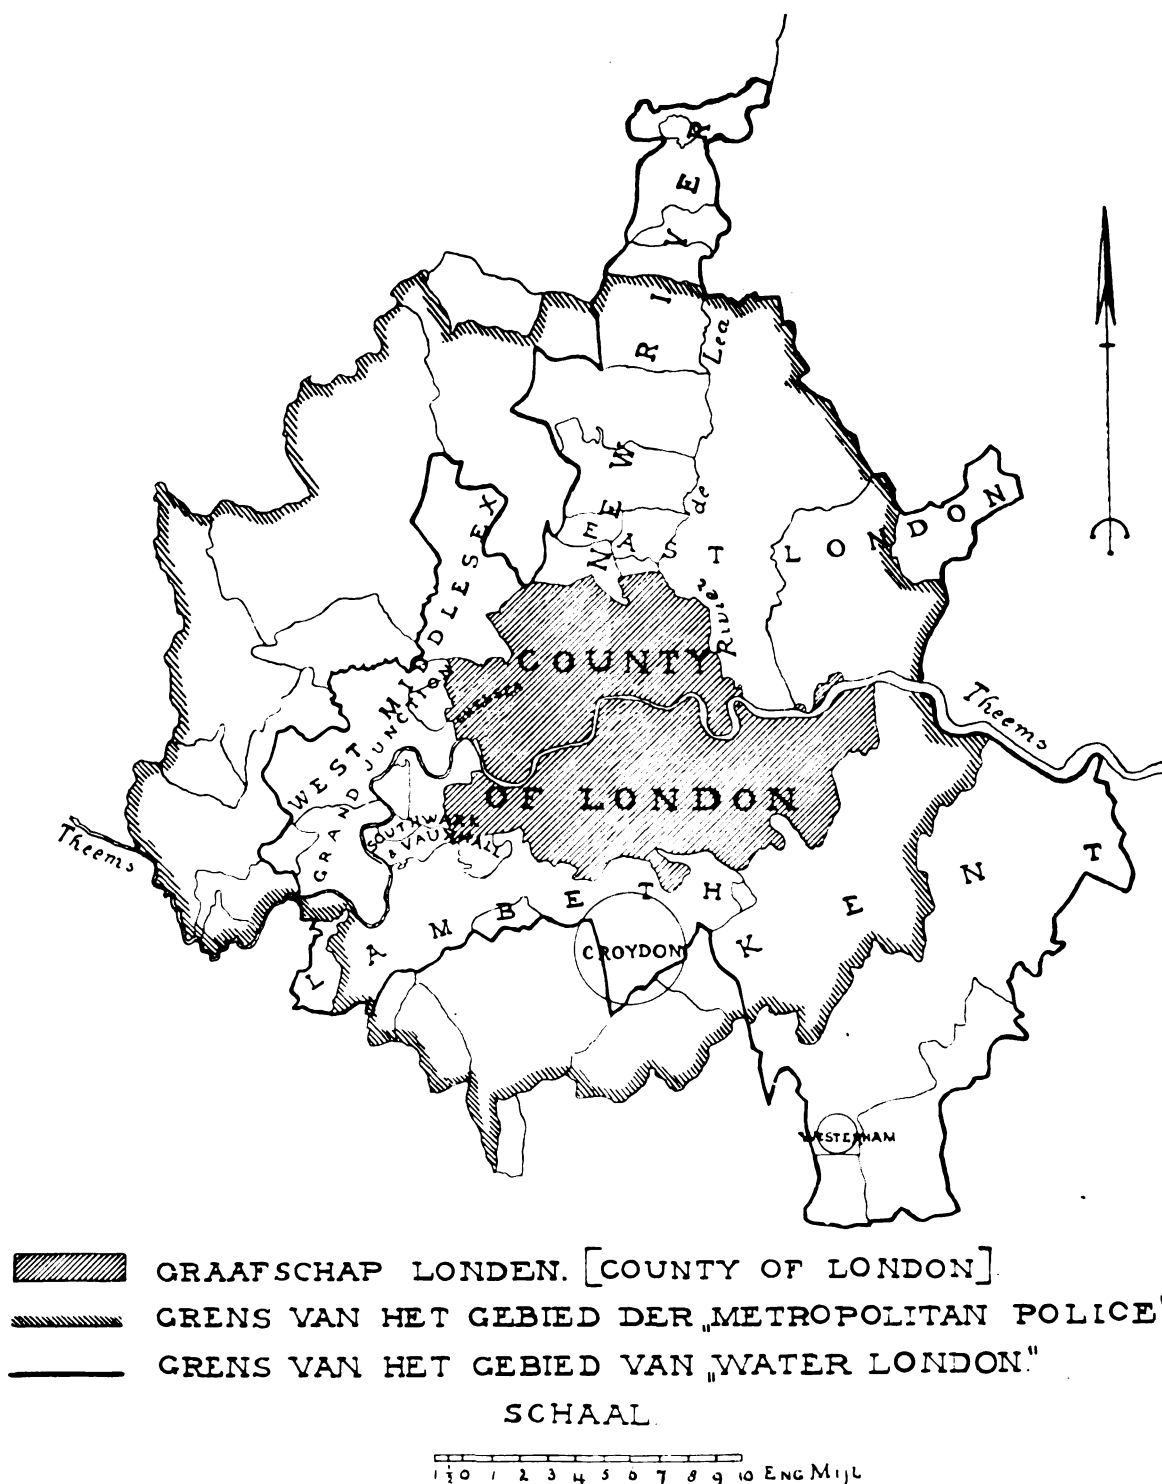 NEW RIVER
Rivier de Lea
EAST LONDON
WEST MIDDLESEX
GRAND JUNCTION
CHELSEA
COUNTY
OF LONDON
Theems
Theems
SOUTHWARK
& VAUXHALL
LAMBETH
KENT
CROYDON
WESTERHAM
GRAAFSCHAP LONDEN. [COUNTY OF LONDON]
GRENS VAN HET GEBIED DER „METROPOLITAN POLICE"
GRENS VAN HET GEBIED VAN „WATER LONDON."
SCHAAL.
1 ½ 0 1 2 3 4 5 6 7 8 9 10 ENG MIJL